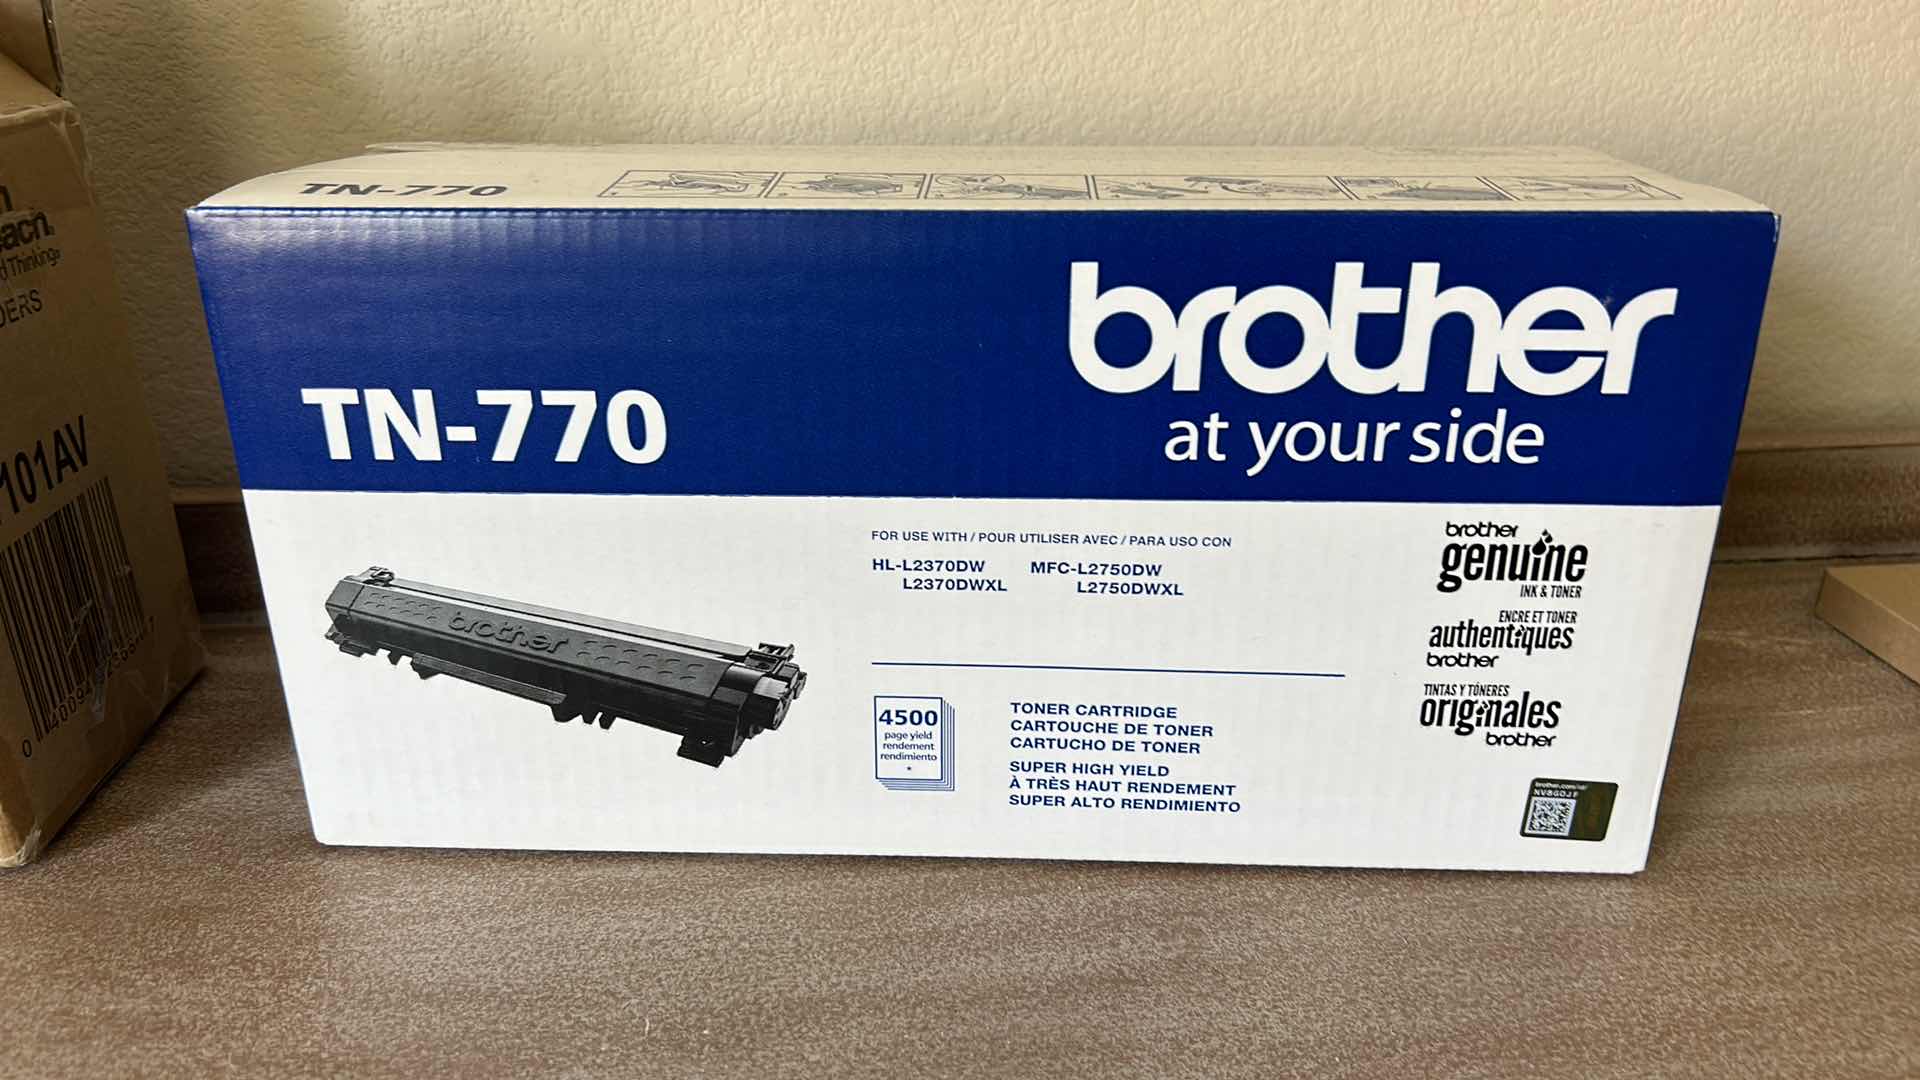 TN-770
brother
at your side
TN-770
brother
FOR USE WITH / POUR UTILISER AVEC / PARA USO CON
HL-L2370DW MFC-L2750DW
L2370DWXL L2750DWXL
4500
page yield
rendement
rendimiento
*
TONER CARTRIDGE
CARTOUCHE DE TONER
CARTUCHO DE TONER
SUPER HIGH YIELD
À TRÈS HAUT RENDEMENT
SUPER ALTO RENDIMIENTO
brother
genuine
INK & TONER
ENCRE ET TONER
authentiques
brother
TINTAS Y TÓNERES
originales
brother
Thinking
DERS
101AV